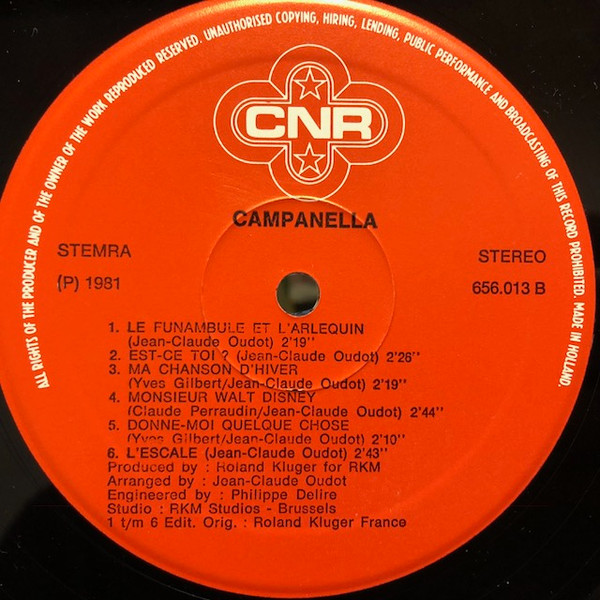 ALL RIGHTS OF THE PRODUCER AND OF THE OWNER OF THE WORK REPRODUCED RESERVED. UNAUTHORISED COPYING, HIRING, LENDING, PUBLIC PERFORMANCE AND BROADCASTING OF THIS RECORD PROHIBITED. MADE IN HOLLAND.
CNR
CAMPANELLA
STEMRA
STEREO
(P) 1981
656.013 B
1. LE FUNAMBULE ET L'ARLEQUIN
(Jean-Claude Oudot) 2'19''
2. EST-CE TOI ? (Jean-Claude Oudot) 2'26''
3. MA CHANSON D'HIVER
(Yves Gilbert/Jean-Claude Oudot) 2'19''
4. MONSIEUR WALT DISNEY
(Claude Perraudin/Jean-Claude Oudot) 2'44''
5. DONNE-MOI QUELQUE CHOSE
(Yves Gilbert/Jean-Claude Oudot) 2'10''
6. L'ESCALE (Jean-Claude Oudot) 2'43''
Produced by : Roland Kluger for RKM
Arranged by : Jean-Claude Oudot
Engineered by : Philippe Delire
Studio : RKM Studios - Brussels
1 t/m 6 Edit. Orig. : Roland Kluger France